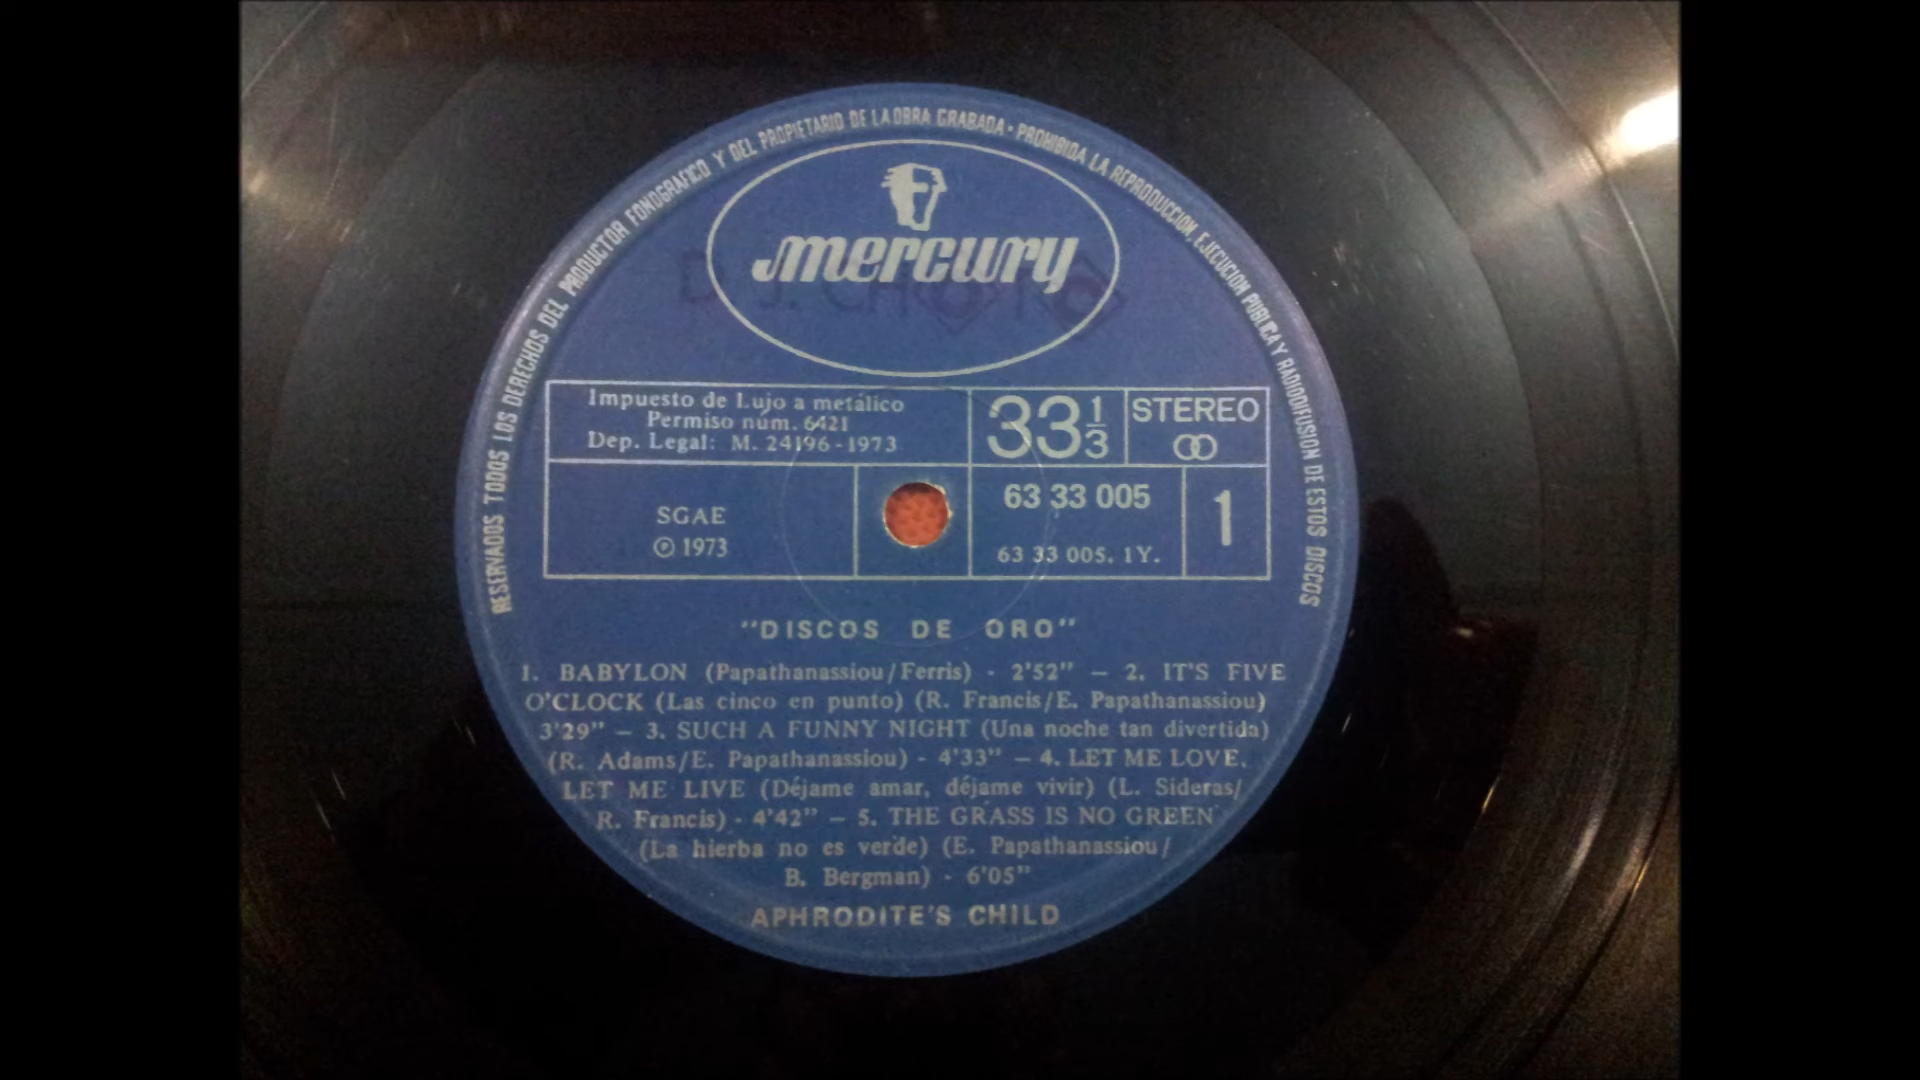 RESERVADOS TODOS LOS DERECHOS DEL PRODUCTOR FONOGRAFICO Y DEL PROPIETARIO DE LA OBRA GRABADA · PROHIBIDA LA REPRODUCCION, EJECUCION PUBLICA Y RADIODIFUSION DE ESTOS DISCOS
mercury
Impuesto de Lujo a metálico
Permiso núm. 6421
Dep. Legal: M. 24196-1973
33 1/3
STEREO
SGAE
℗ 1973
63 33 005
63 33 005. 1Y.
1
"DISCOS DE ORO"
1. BABYLON (Papathanassiou/Ferris) - 2'52" — 2. IT'S FIVE
O'CLOCK (Las cinco en punto) (R. Francis/E. Papathanassiou)
3'29" — 3. SUCH A FUNNY NIGHT (Una noche tan divertida)
(R. Adams/E. Papathanassiou) - 4'33" — 4. LET ME LOVE,
LET ME LIVE (Déjame amar, déjame vivir) (L. Sideras/
R. Francis) - 4'42" — 5. THE GRASS IS NO GREEN
(La hierba no es verde) (E. Papathanassiou/
B. Bergman) - 6'05"
APHRODITE'S CHILD